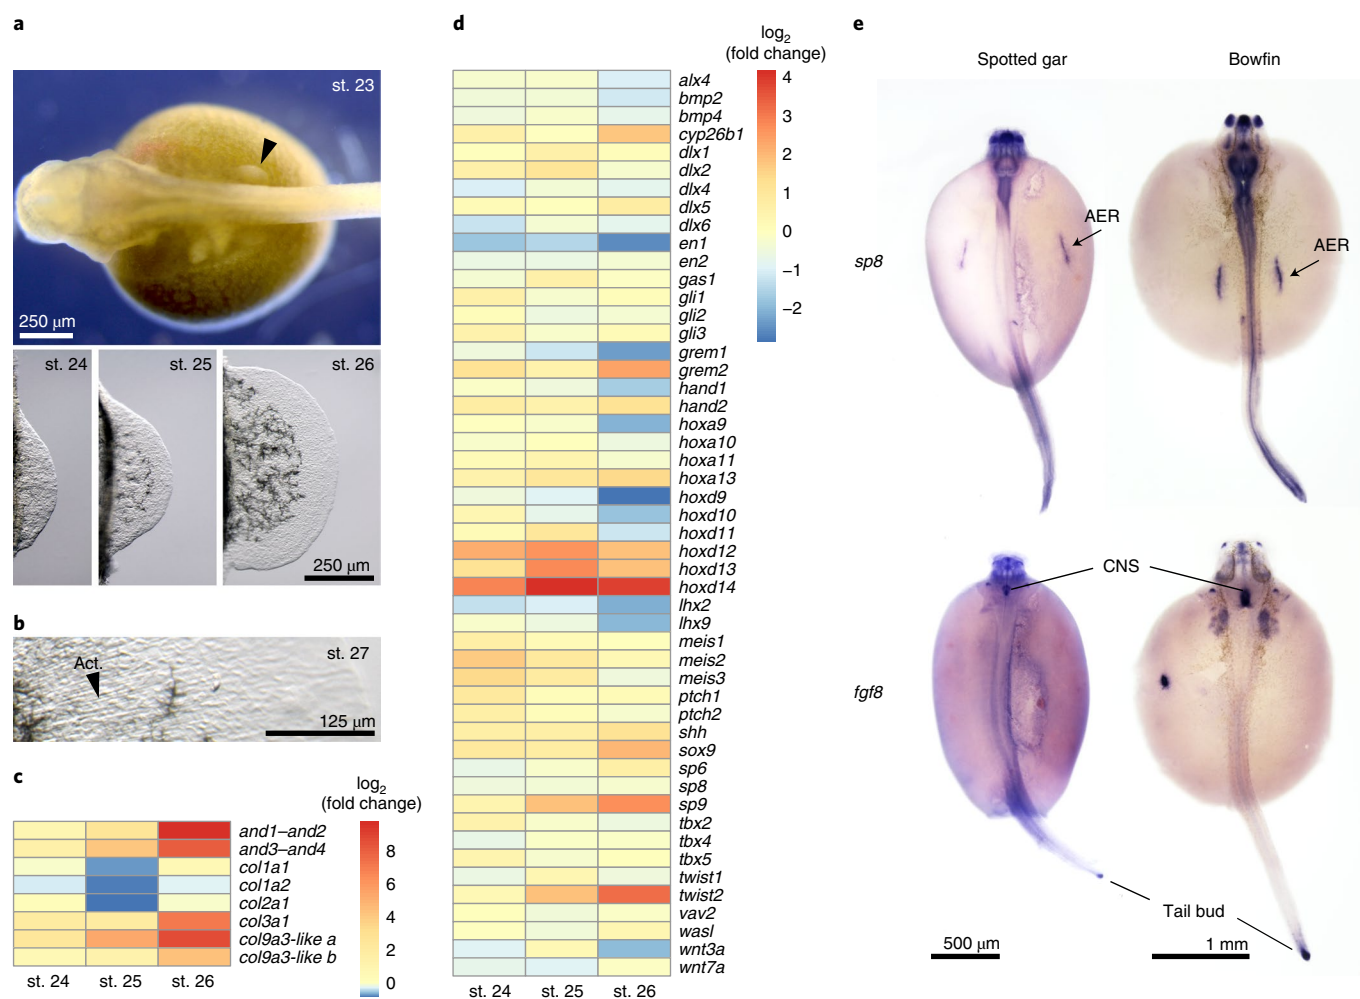 a
st. 23
250 μm
st. 24
st. 25
st. 26
250 μm
b
st. 27
Act.
125 μm
c
log2
(fold change)
and1–and2
and3–and4
col1a1
col1a2
col2a1
col3a1
col9a3-like a
col9a3-like b
8
6
4
2
0
st. 24
st. 25
st. 26
d
log2
(fold change)
4
3
2
1
0
−1
−2
alx4
bmp2
bmp4
cyp26b1
dlx1
dlx2
dlx4
dlx5
dlx6
en1
en2
gas1
gli1
gli2
gli3
grem1
grem2
hand1
hand2
hoxa9
hoxa10
hoxa11
hoxa13
hoxd9
hoxd10
hoxd11
hoxd12
hoxd13
hoxd14
lhx2
lhx9
meis1
meis2
meis3
ptch1
ptch2
shh
sox9
sp6
sp8
sp9
tbx2
tbx4
tbx5
twist1
twist2
vav2
wasl
wnt3a
wnt7a
st. 24
st. 25
st. 26
e
Spotted gar
Bowfin
sp8
AER
AER
fgf8
CNS
Tail bud
500 μm
1 mm